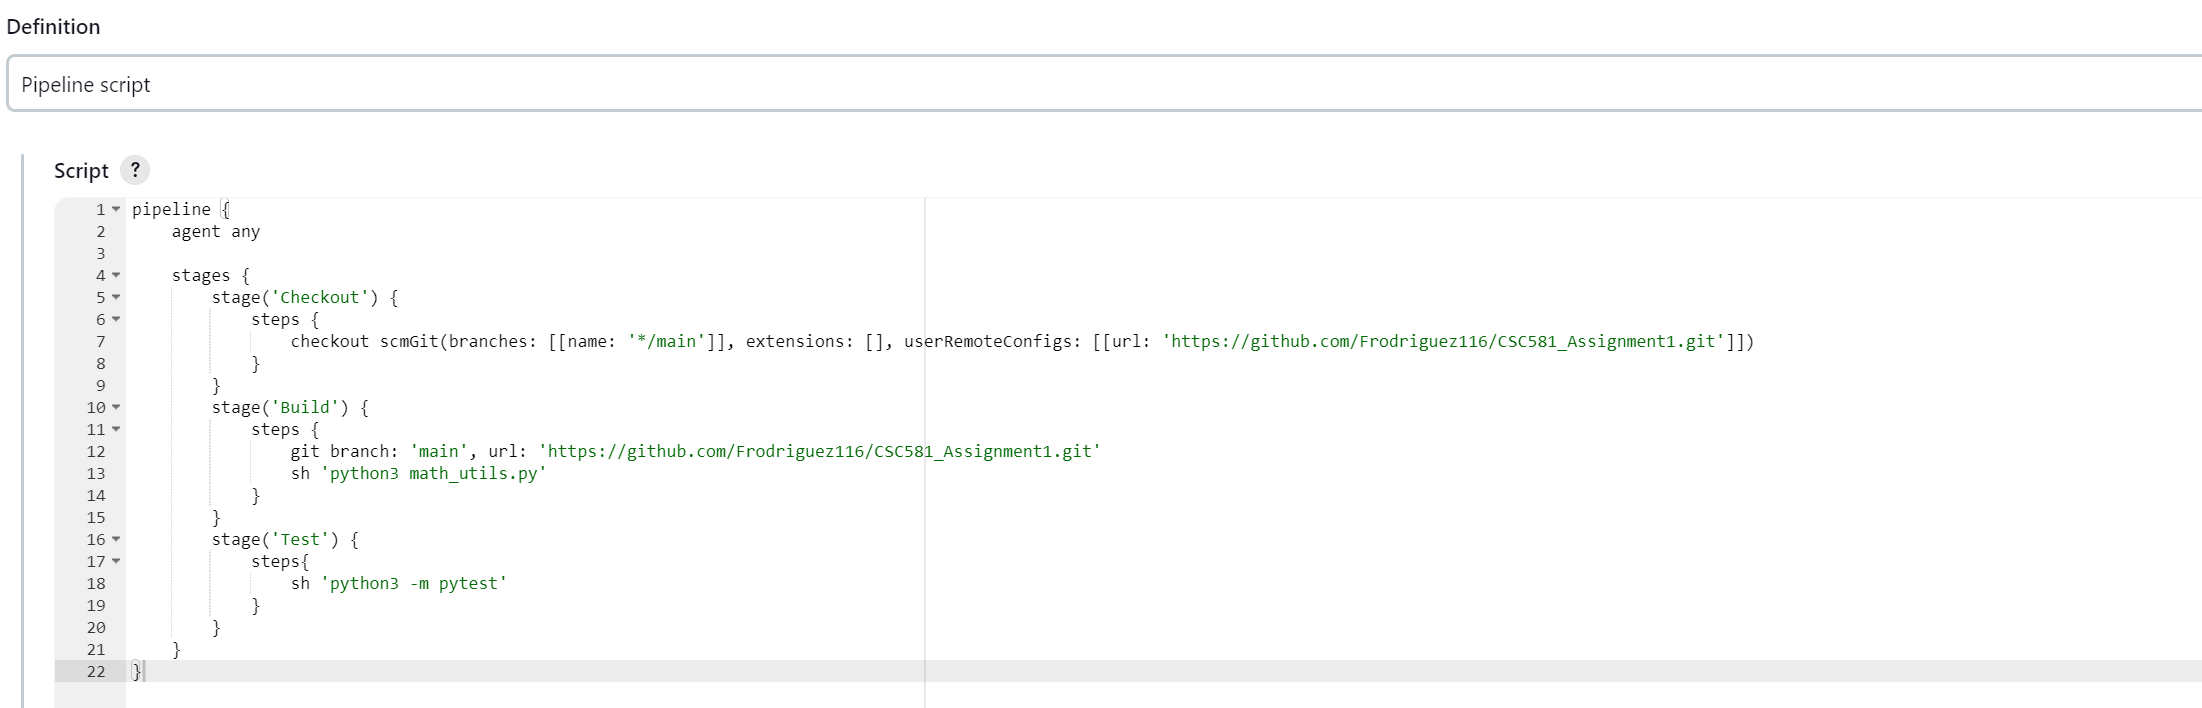 Definition
Pipeline script
Script ?
1 pipeline {
2     agent any
3
4     stages {
5         stage('Checkout') {
6             steps {
7                 checkout scmGit(branches: [[name: '*/main']], extensions: [], userRemoteConfigs: [[url: 'https://github.com/Frodriguez116/CSC581_Assignment1.git']])
8             }
9         }
10         stage('Build') {
11             steps {
12                 git branch: 'main', url: 'https://github.com/Frodriguez116/CSC581_Assignment1.git'
13                 sh 'python3 math_utils.py'
14             }
15         }
16         stage('Test') {
17             steps{
18                 sh 'python3 -m pytest'
19             }
20         }
21     }
22 }